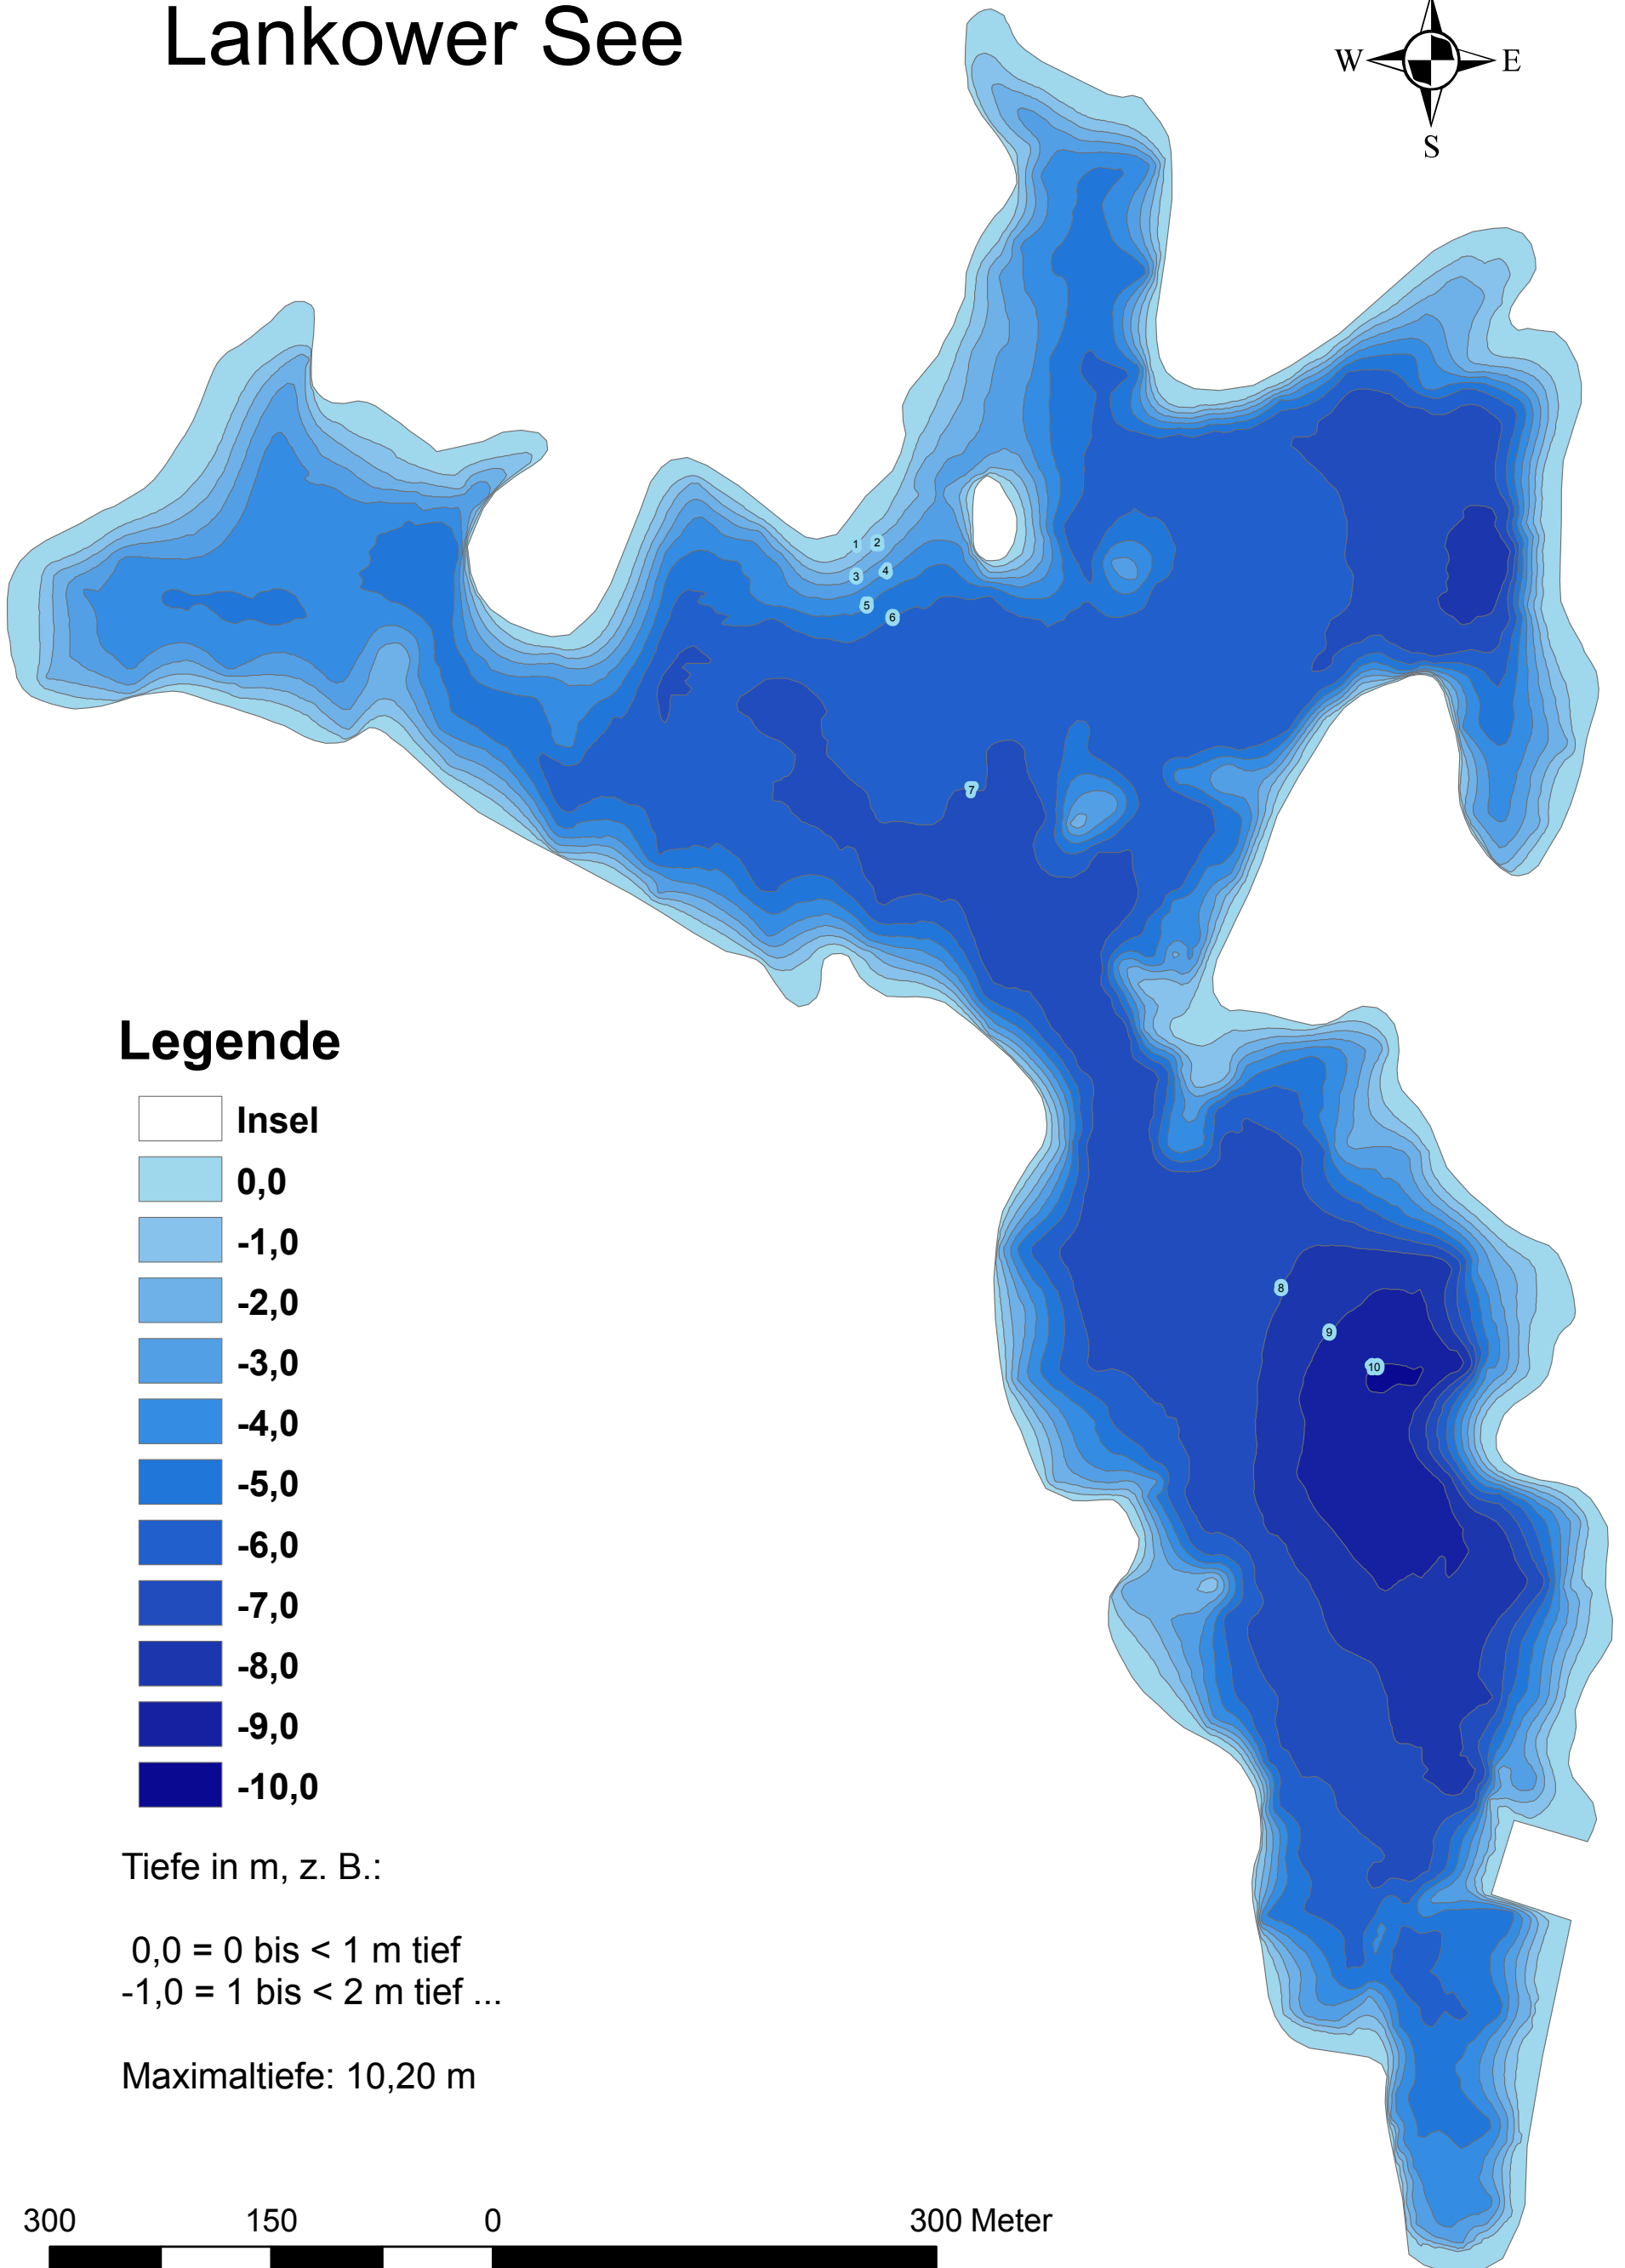 Lankower See
W E
S
1 2
3 4
5
6
7
8
9
10
Legende
Insel
0,0
-1,0
-2,0
-3,0
-4,0
-5,0
-6,0
-7,0
-8,0
-9,0
-10,0
Tiefe in m, z. B.:
0,0 = 0 bis < 1 m tief
-1,0 = 1 bis < 2 m tief ...
Maximaltiefe: 10,20 m
300 150 0 300 Meter